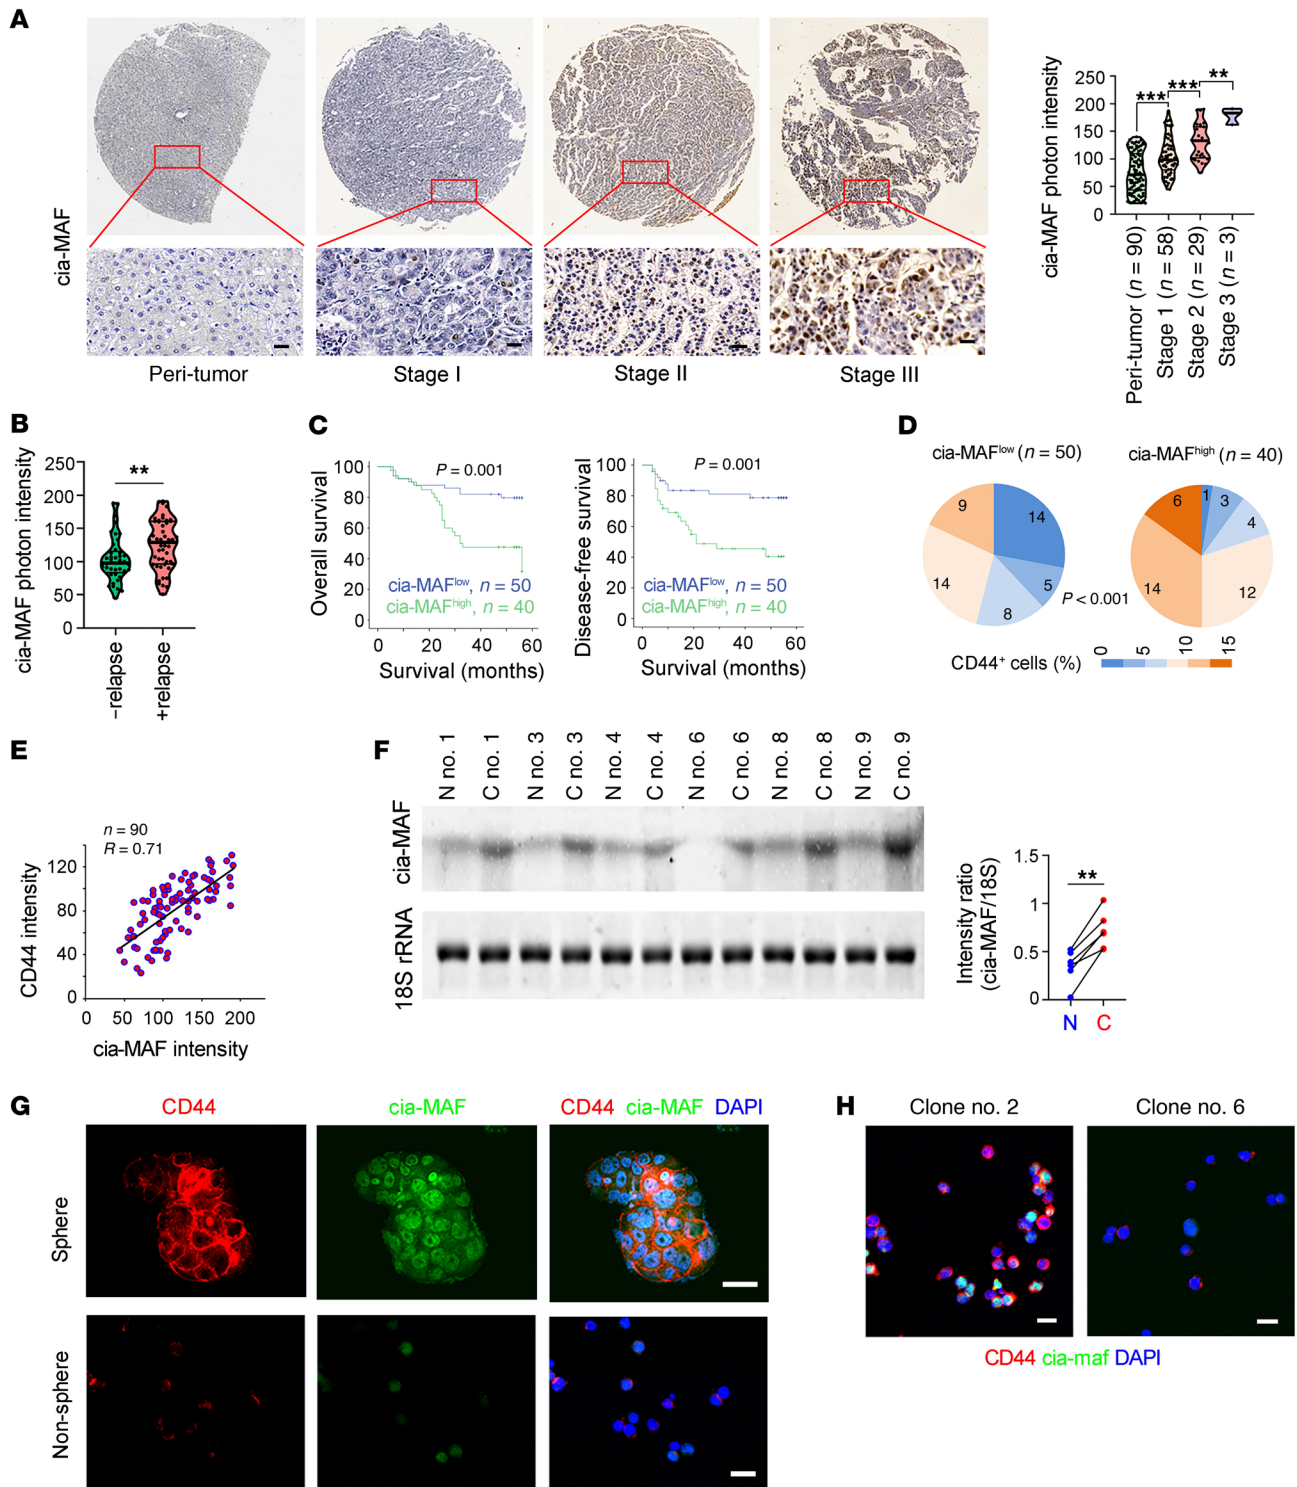 A
cia-MAF
Peri-tumor
Stage I
Stage II
Stage III
cia-MAF photon intensity
250
200
150
100
50
0
***
***
**
Peri-tumor (n = 90)
Stage 1 (n = 58)
Stage 2 (n = 29)
Stage 3 (n = 3)
B
cia-MAF photon intensity
250
200
150
100
50
0
**
–relapse
+relapse
C
Overall survival
100
80
60
40
20
0
P = 0.001
cia-MAFlow, n = 50
cia-MAFhigh, n = 40
0 20 40 60
Survival (months)
Disease-free survival
100
80
60
40
20
0
P = 0.001
cia-MAFlow, n = 50
cia-MAFhigh, n = 40
0 20 40 60
Survival (months)
D
cia-MAFlow (n = 50)
cia-MAFhigh (n = 40)
9
14
14
5
8
P < 0.001
6
1
3
4
14
12
CD44+ cells (%)
0 5 10 15
E
n = 90
R = 0.71
CD44 intensity
120
80
40
0
0 50 100 150 200
cia-MAF intensity
F
N no. 1
C no. 1
N no. 3
C no. 3
N no. 4
C no. 4
N no. 6
C no. 6
N no. 8
C no. 8
N no. 9
C no. 9
cia-MAF
18S rRNA
Intensity ratio
(cia-MAF/18S)
1.5
1
0.5
0
**
N C
G
CD44
cia-MAF
CD44 cia-MAF DAPI
Sphere
Non-sphere
H
Clone no. 2
Clone no. 6
CD44 cia-maf DAPI